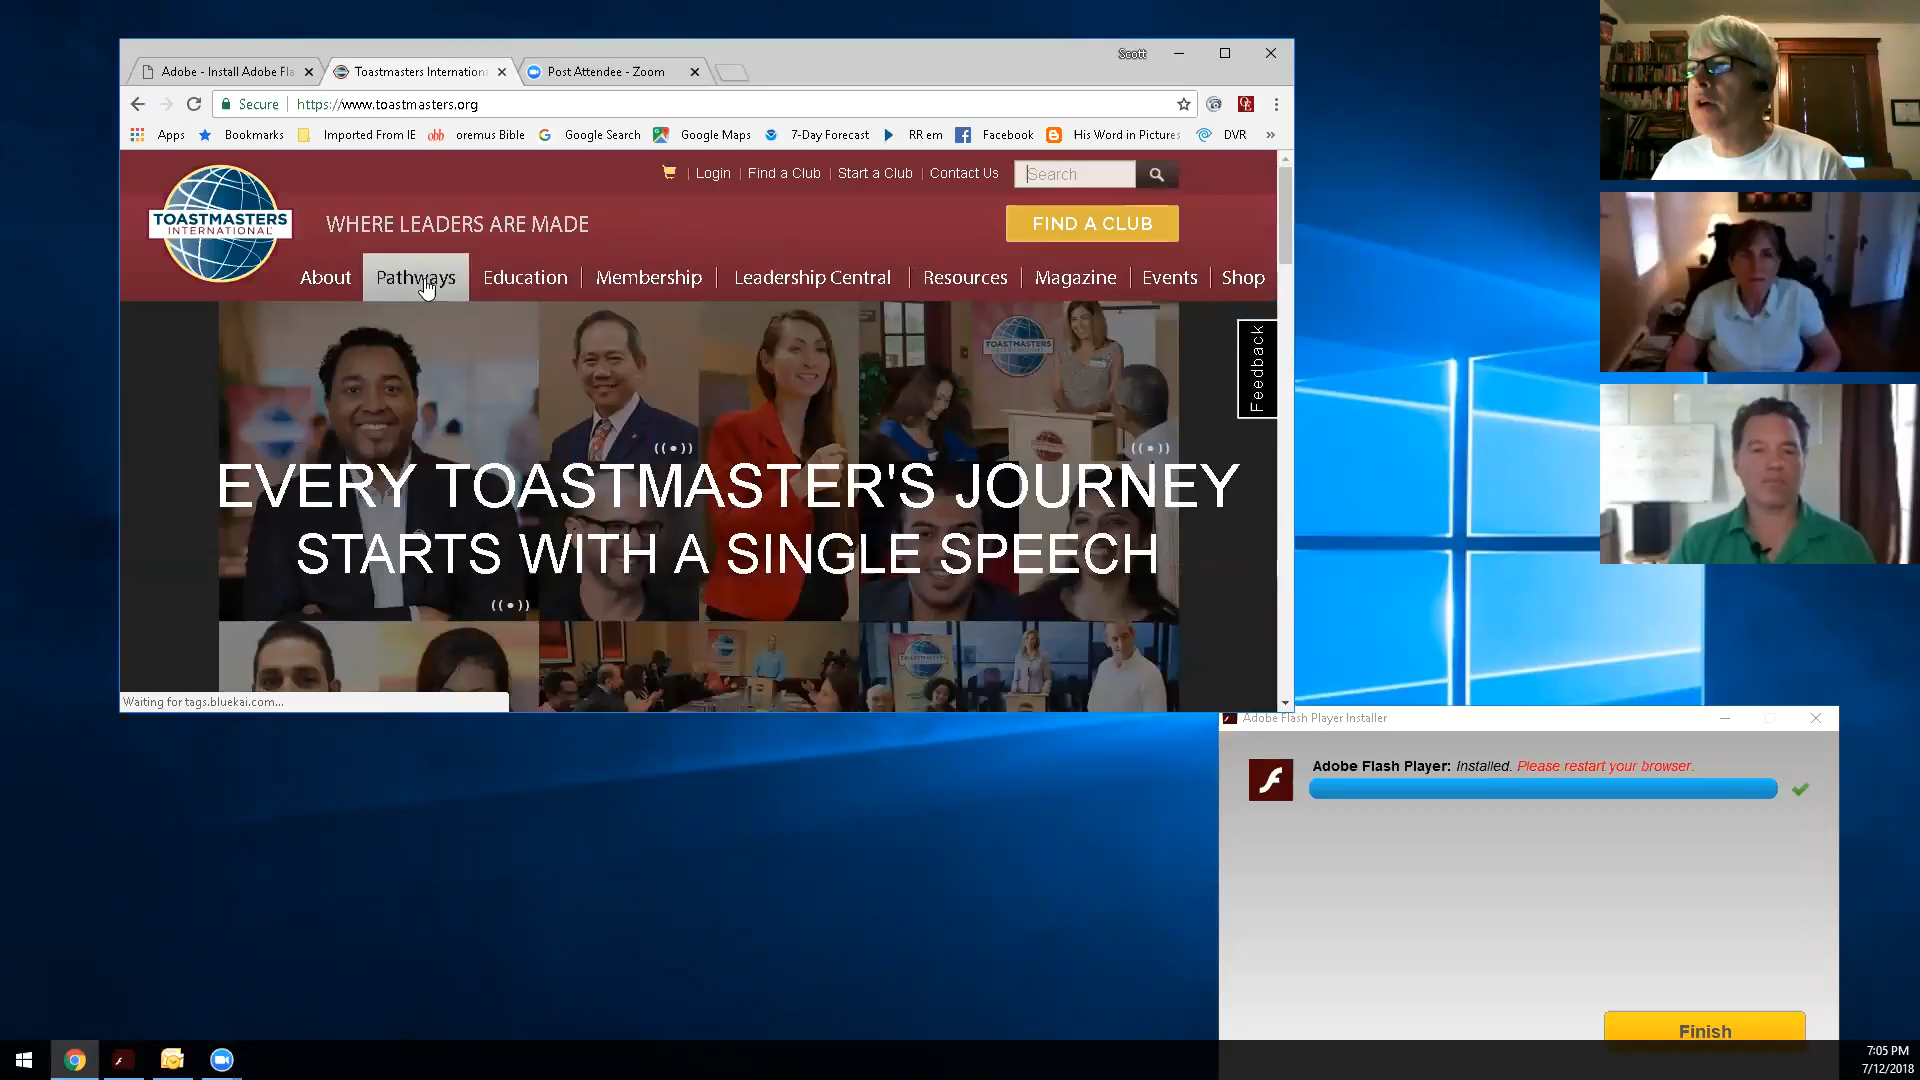 Scott
Adobe - Install Adobe Fla
Toastmasters Internation
Post Attendee - Zoom
Secure
https://www.toastmasters.org
Apps
Bookmarks
Imported From IE
obb
oremus Bible
Google Search
Google Maps
7-Day Forecast
RR em
Facebook
His Word in Pictures
DVR
»
Login
Find a Club
Start a Club
Contact Us
Search
TOASTMASTERS
INTERNATIONAL
WHERE LEADERS ARE MADE
FIND A CLUB
About
Pathways
Education
Membership
Leadership Central
Resources
Magazine
Events
Shop
Feedback
TOASTMASTERS
EVERY TOASTMASTER'S JOURNEY
STARTS WITH A SINGLE SPEECH
Waiting for tags.bluekai.com...
Adobe Flash Player Installer
Adobe Flash Player: Installed. Please restart your browser.
Finish
7:05 PM
7/12/2018